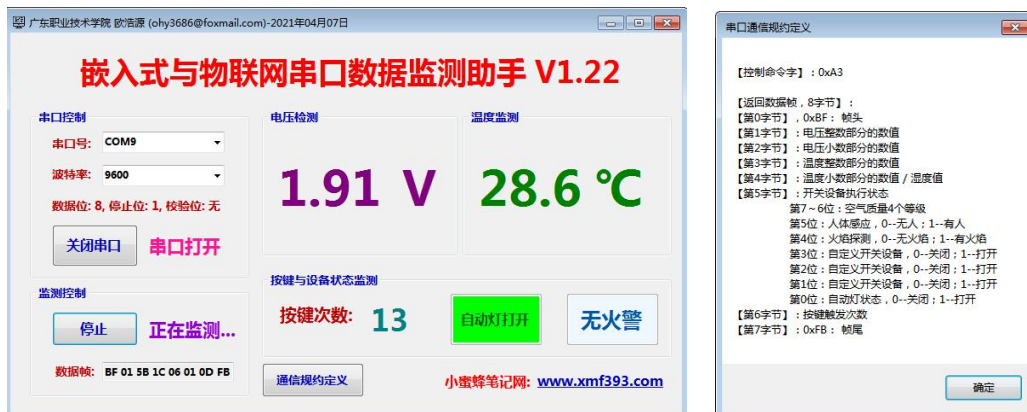 广东职业技术学院 欧浩源 (ohy3686@foxmail.com)-2021年04月07日
嵌入式与物联网串口数据监测助手 V1.22
串口控制
串口号: COM9
波特率: 9600
数据位: 8, 停止位: 1, 校验位: 无
关闭串口 串口打开
监测控制
停止 正在监测...
数据帧: BF 01 5B 1C 06 01 0D FB
电压检测
1.91 V
温度监测
28.6 ℃
按键与设备状态监测
按键次数: 13 自动灯打开 无火警
通信规约定义 小蜜蜂笔记网: www.xmf393.com
串口通信规约定义
【控制命令字】: 0xA3
【返回数据帧, 8字节】:
【第0字节】, 0xBF: 帧头
【第1字节】: 电压整数部分的数值
【第2字节】: 电压小数部分的数值
【第3字节】: 温度整数部分的数值
【第4字节】: 温度小数部分的数值 / 湿度值
【第5字节】: 开关设备执行状态
第7～6位: 空气质量4个等级
第5位: 人体感应, 0--无人; 1--有人
第4位: 火焰探测, 0--无火焰; 1--有火焰
第3位: 自定义开关设备, 0--关闭; 1--打开
第2位: 自定义开关设备, 0--关闭; 1--打开
第1位: 自定义开关设备, 0--关闭; 1--打开
第0位: 自动灯状态, 0--关闭; 1--打开
【第6字节】: 按键触发次数
【第7字节】: 0xFB: 帧尾
确定